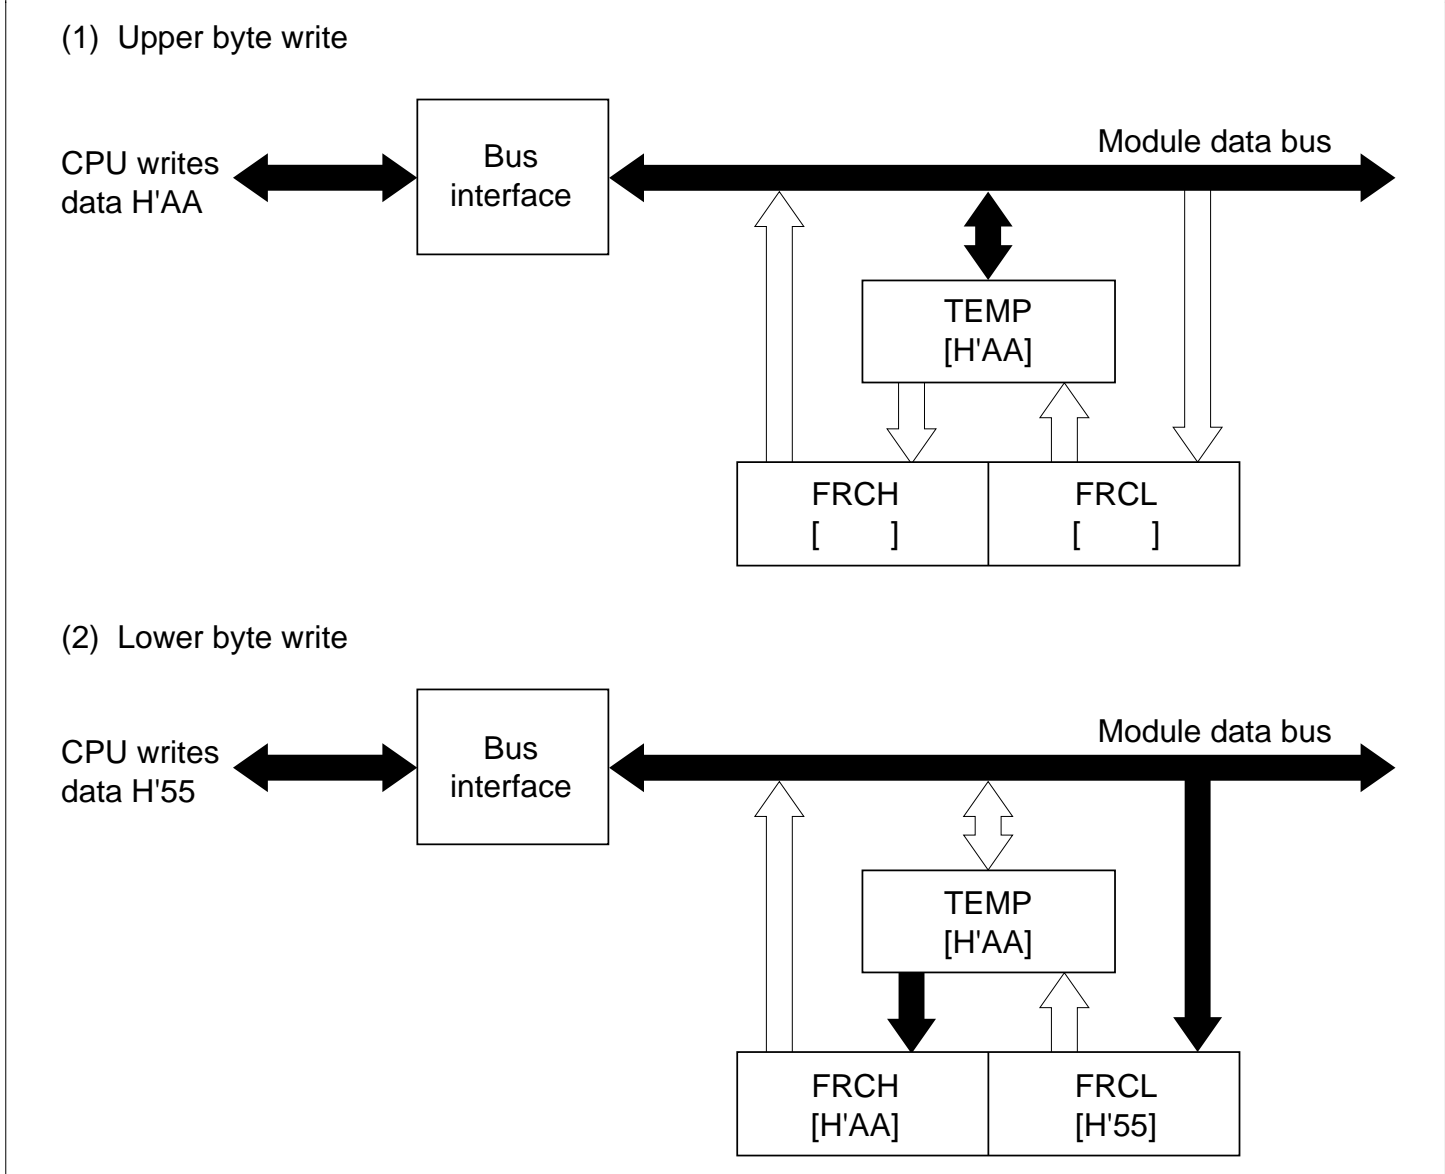 (1) Upper byte write
CPU writes
data H'AA
Bus
interface
Module data bus
TEMP
[H'AA]
FRCH
[ ]
FRCL
[ ]
(2) Lower byte write
CPU writes
data H'55
Bus
interface
Module data bus
TEMP
[H'AA]
FRCH
[H'AA]
FRCL
[H'55]